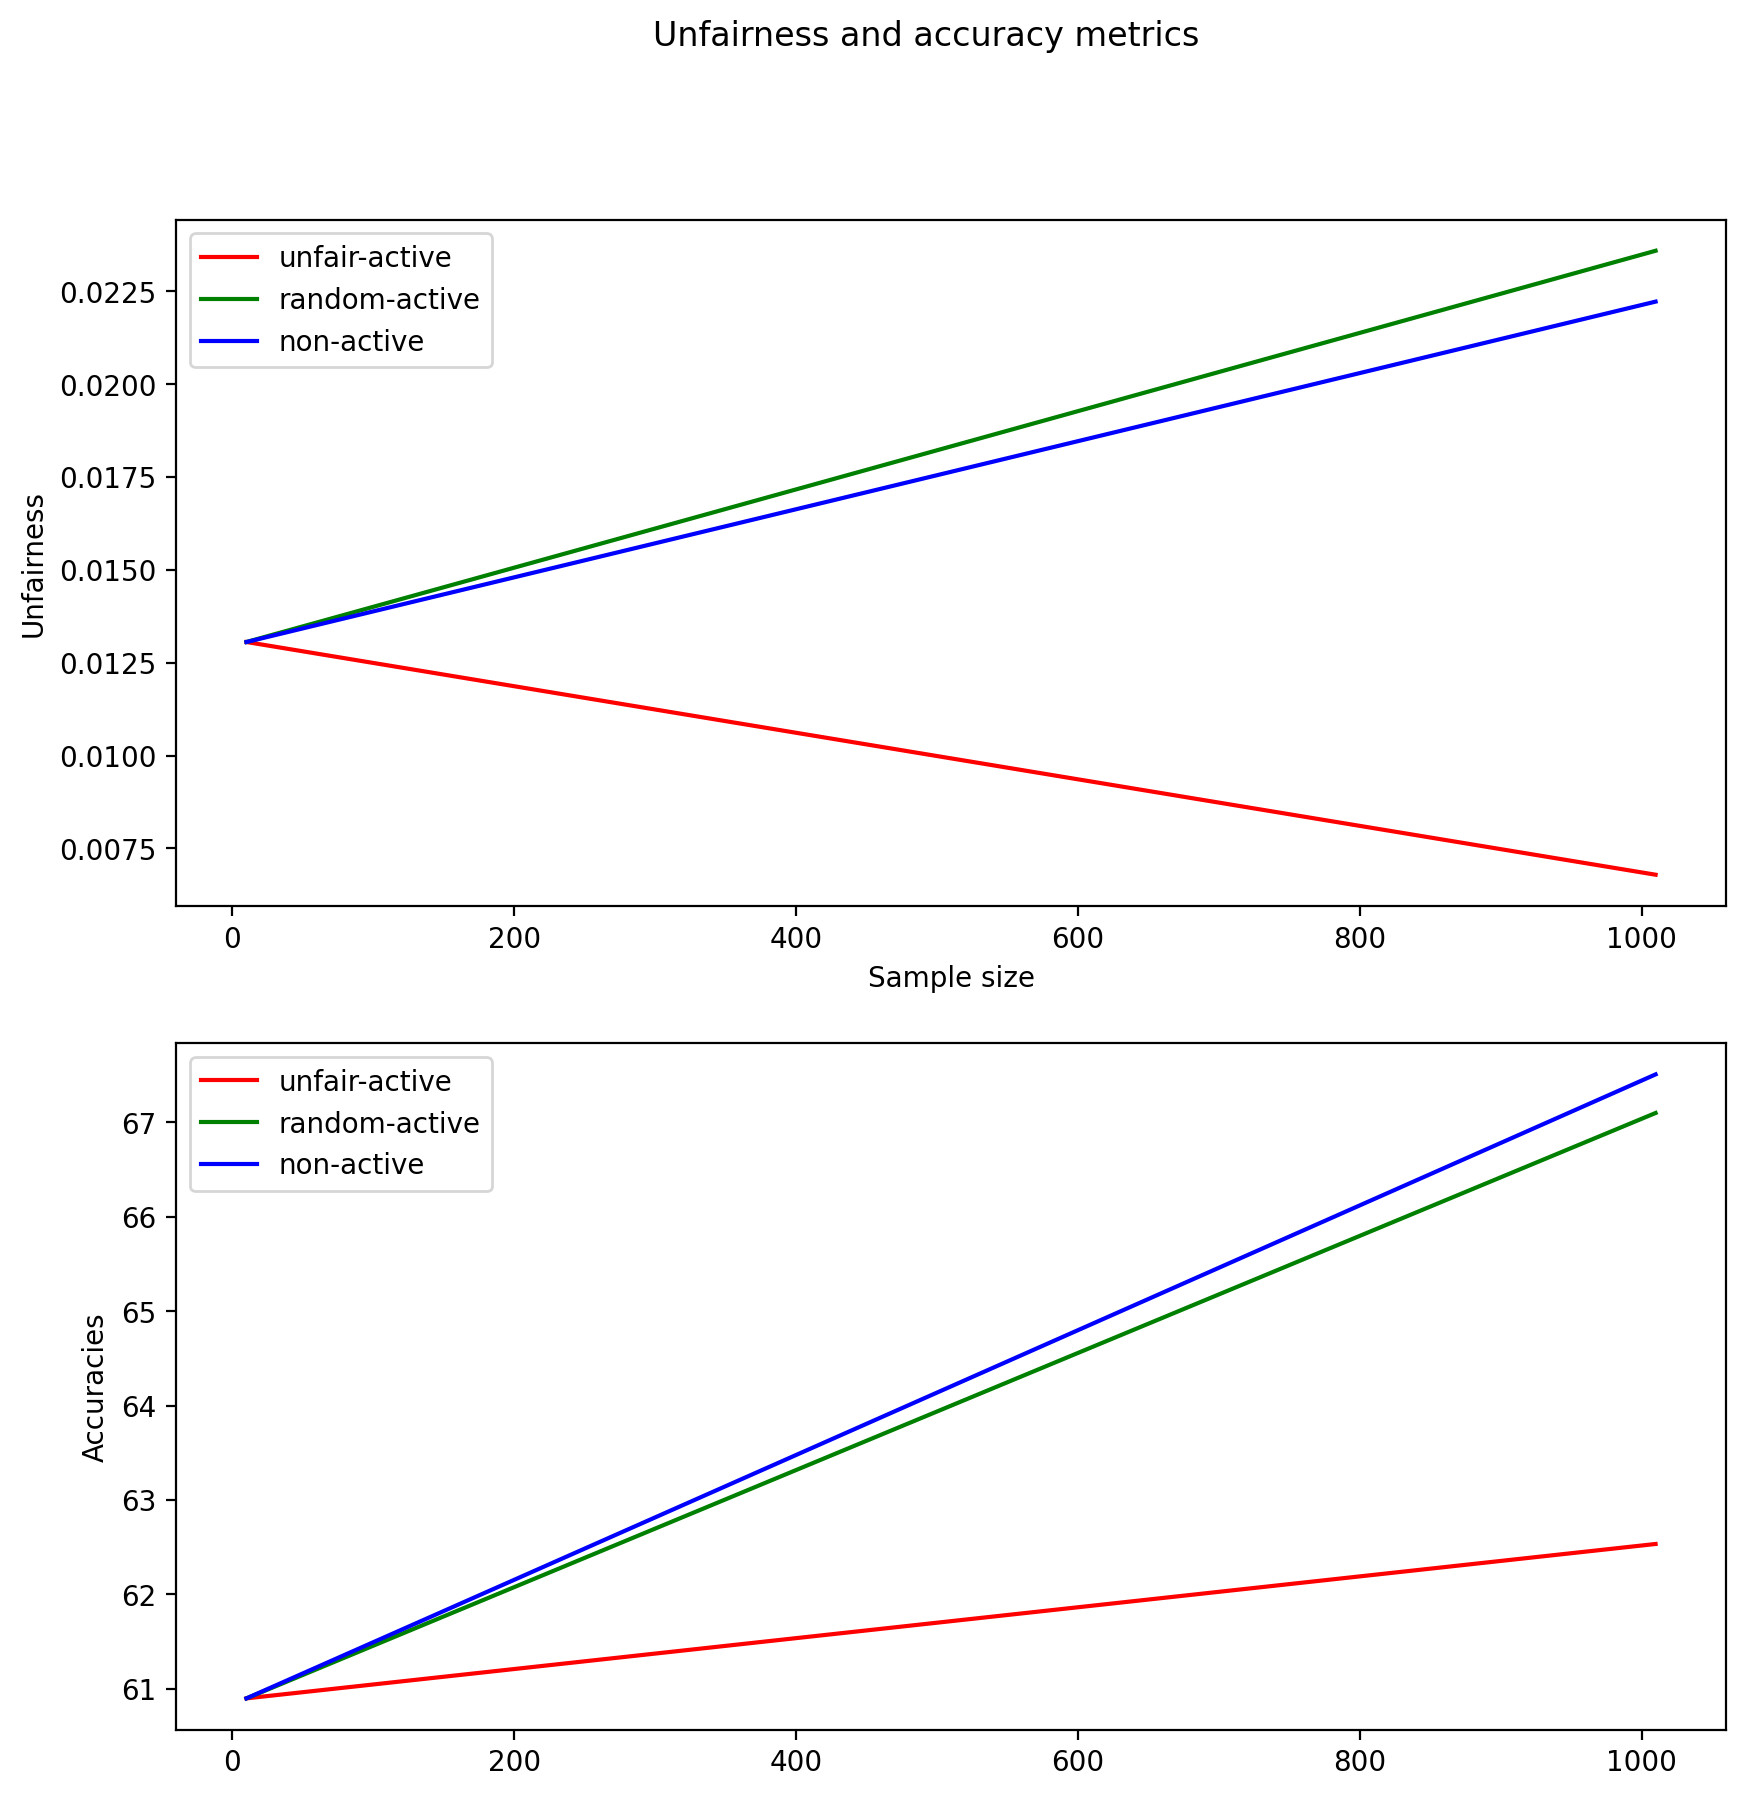 Unfairness and accuracy metrics
unfair-active
random-active
non-active
0.0225
0.0200
0.0175
0.0150
0.0125
0.0100
0.0075
Unfairness
0 200 400 600 800 1000
Sample size
unfair-active
random-active
non-active
67
66
65
64
63
62
61
Accuracies
0 200 400 600 800 1000